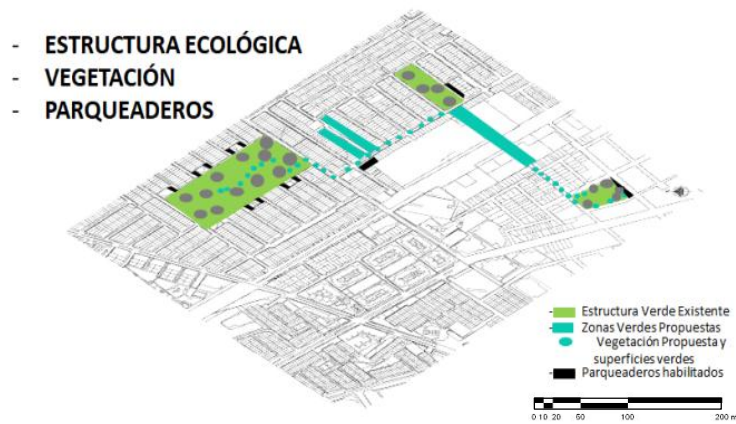 - ESTRUCTURA ECOLÓGICA
- VEGETACIÓN
- PARQUEADEROS
Estructura Verde Existente
Zonas Verdes Propuestas
Vegetación Propuesta y
superficies verdes
Parqueaderos habilitados
0 10 20 50 100 200 m